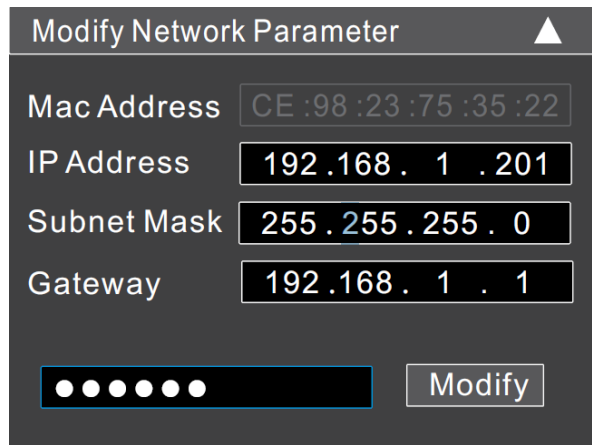 Modify Network Parameter
Mac Address CE:98:23:75:35:22
IP Address 192.168. 1 .201
Subnet Mask 255.255.255. 0
Gateway 192.168. 1 . 1
●●●●●● Modify